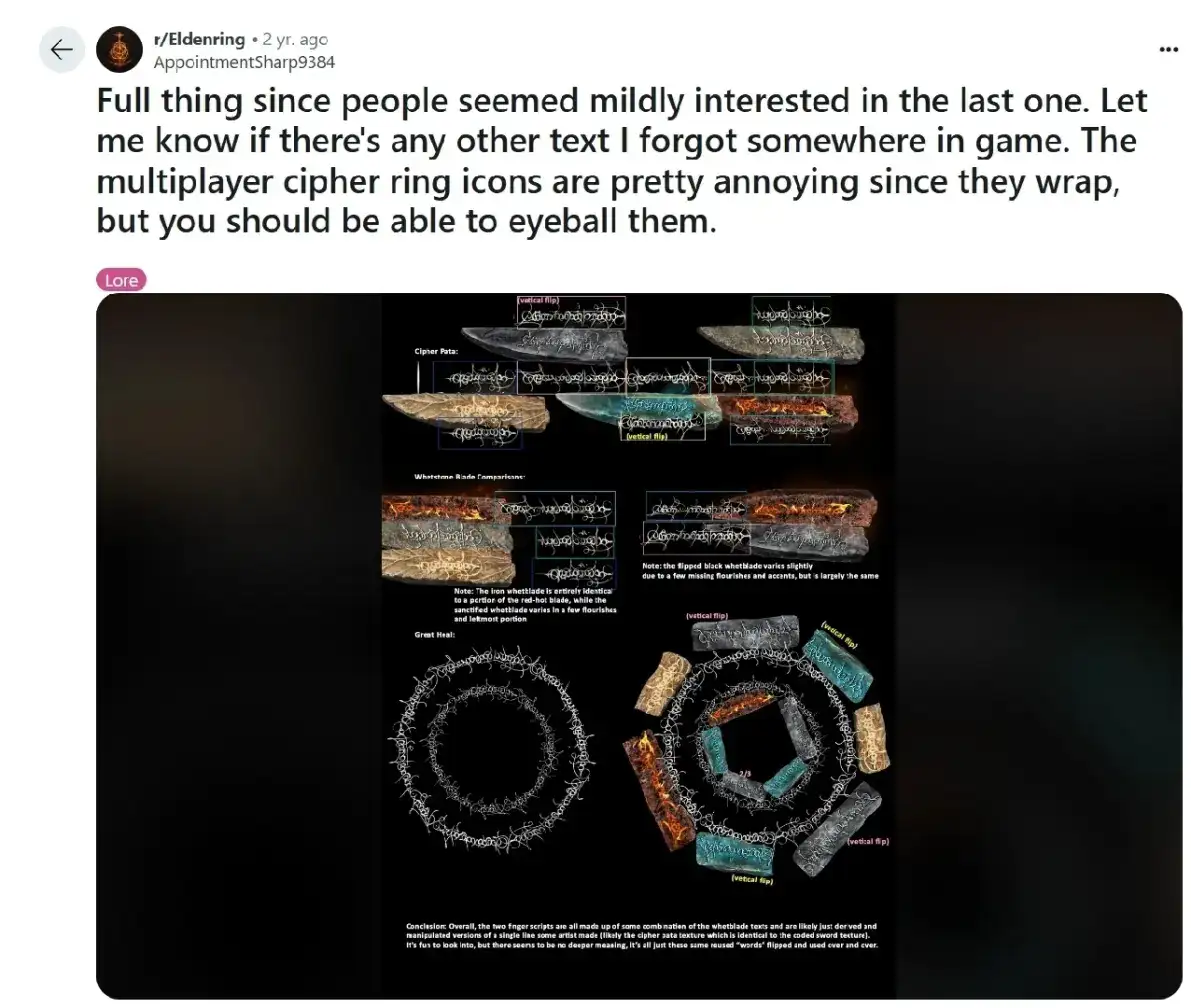 r/Eldenring • 2 yr. ago
AppointmentSharp9384
Full thing since people seemed mildly interested in the last one. Let
me know if there's any other text I forgot somewhere in game. The
multiplayer cipher ring icons are pretty annoying since they wrap,
but you should be able to eyeball them.
Lore
(vetical flip)
Cipher Pata:
(vetical flip)
Whetstone Blade Comparisons:
Note: the flipped black whetblade varies slightly
due to a few missing flourishes and accents, but is largely the same
Note: The iron whetblade is entirely identical
to a portion of the red-hot blade, while the
sanctified whetblade varies in a few flourishes
and leftmost portion
Great Heal:
(vetical flip)
(vetical flip)
2/3
(vetical flip)
(vetical flip)
Conclusion: Overall, the two finger scripts are all made up of some combination of the whetblade texts and are likely just derived and
manipulated versions of a single line some artist made (likely the cipher pata texture which is identical to the coded sword texture).
It's fun to look into, but there seems to be no deeper meaning, it's all just these same reused "words" flipped and used over and over.